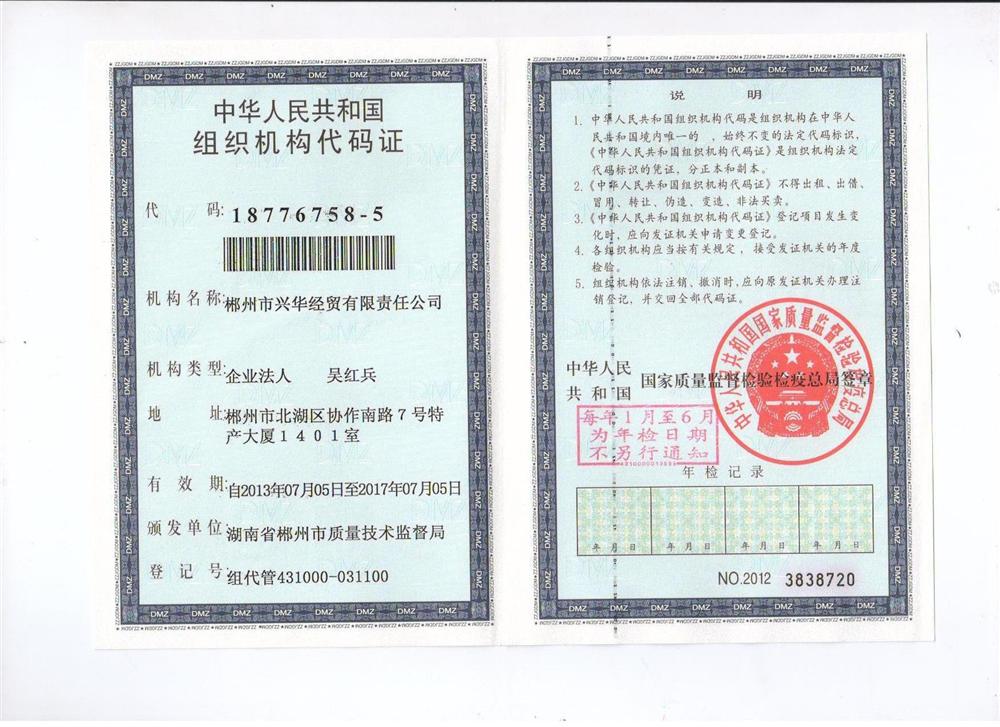 中华人民共和国
组织机构代码证
代 码: 18776758-5
机构名称: 郴州市兴华经贸有限责任公司
机构类型: 企业法人 吴红兵
地 址: 郴州市北湖区协作南路7号特
产大厦1401室
有 效 期: 自2013年07月05日至2017年07月05日
颁发单位: 湖南省郴州市质量技术监督局
登 记 号: 组代管431000-031100
说 明
1. 中华人民共和国组织机构代码是组织机构在中华人
民共和国境内唯一的、始终不变的法定代码标识，
《中华人民共和国组织机构代码证》是组织机构法定
代码标识的凭证，分正本和副本。
2.《中华人民共和国组织机构代码证》不得出租、出借、
冒用、转让、伪造、变造、非法买卖。
3.《中华人民共和国组织机构代码证》登记项目发生变
化时、应向发证机关申请变更登记。
4. 各组织机构应当按有关规定，接受发证机关的年度
检验。
5. 组织机构依法注销、撤消时,应向原发证机关办理注
销登记，并交回全部代码证。
中华人民
共和国 国家质量监督检验检疫总局签章
中华人民共和国国家质量监督检验检疫总局
每年1月至6月
为年检日期
不另行通知
年检记录
年 月 日 年 月 日 年 月 日 年 月 日
NO.2012 3838720